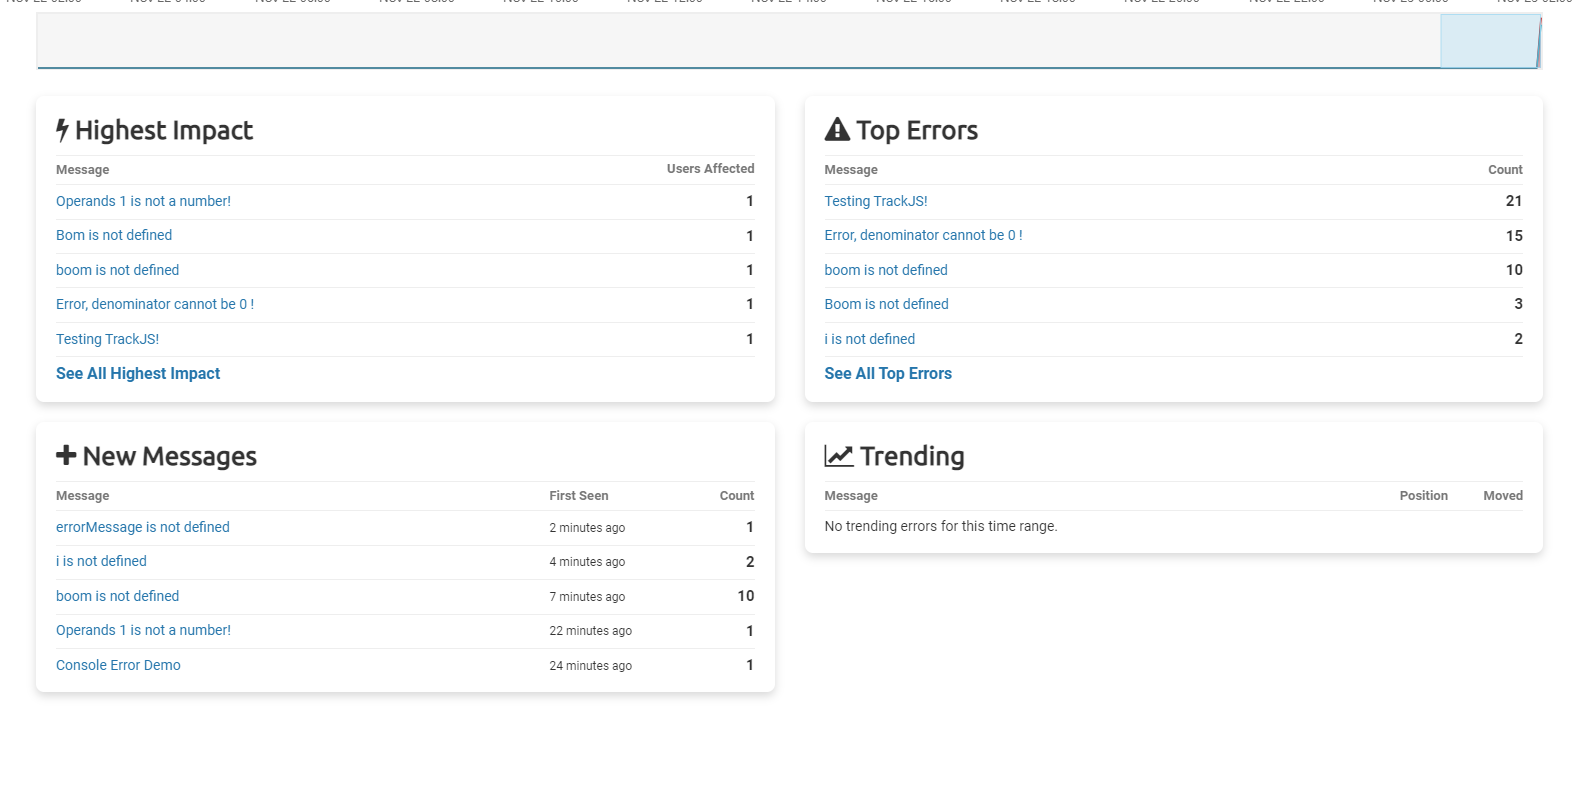 Highest Impact
Message Users Affected
Operands 1 is not a number! 1
Bom is not defined 1
boom is not defined 1
Error, denominator cannot be 0 ! 1
Testing TrackJS! 1
See All Highest Impact
Top Errors
Message Count
Testing TrackJS! 21
Error, denominator cannot be 0 ! 15
boom is not defined 10
Boom is not defined 3
i is not defined 2
See All Top Errors
New Messages
Message First Seen Count
errorMessage is not defined 2 minutes ago 1
i is not defined 4 minutes ago 2
boom is not defined 7 minutes ago 10
Operands 1 is not a number! 22 minutes ago 1
Console Error Demo 24 minutes ago 1
Trending
Message Position Moved
No trending errors for this time range.